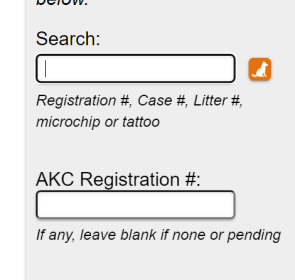 below.
Search:
Registration #, Case #, Litter #,
microchip or tattoo
AKC Registration #:
If any, leave blank if none or pending